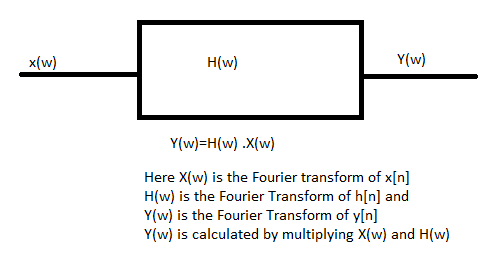 x(w)
H(w)
Y(w)
Y(w)=H(w) .X(w)
Here X(w) is the Fourier transform of x[n]
H(w) is the Fourier Transform of h[n] and
Y(w) is the Fourier Transform of y[n]
Y(w) is calculated by multiplying X(w) and H(w)